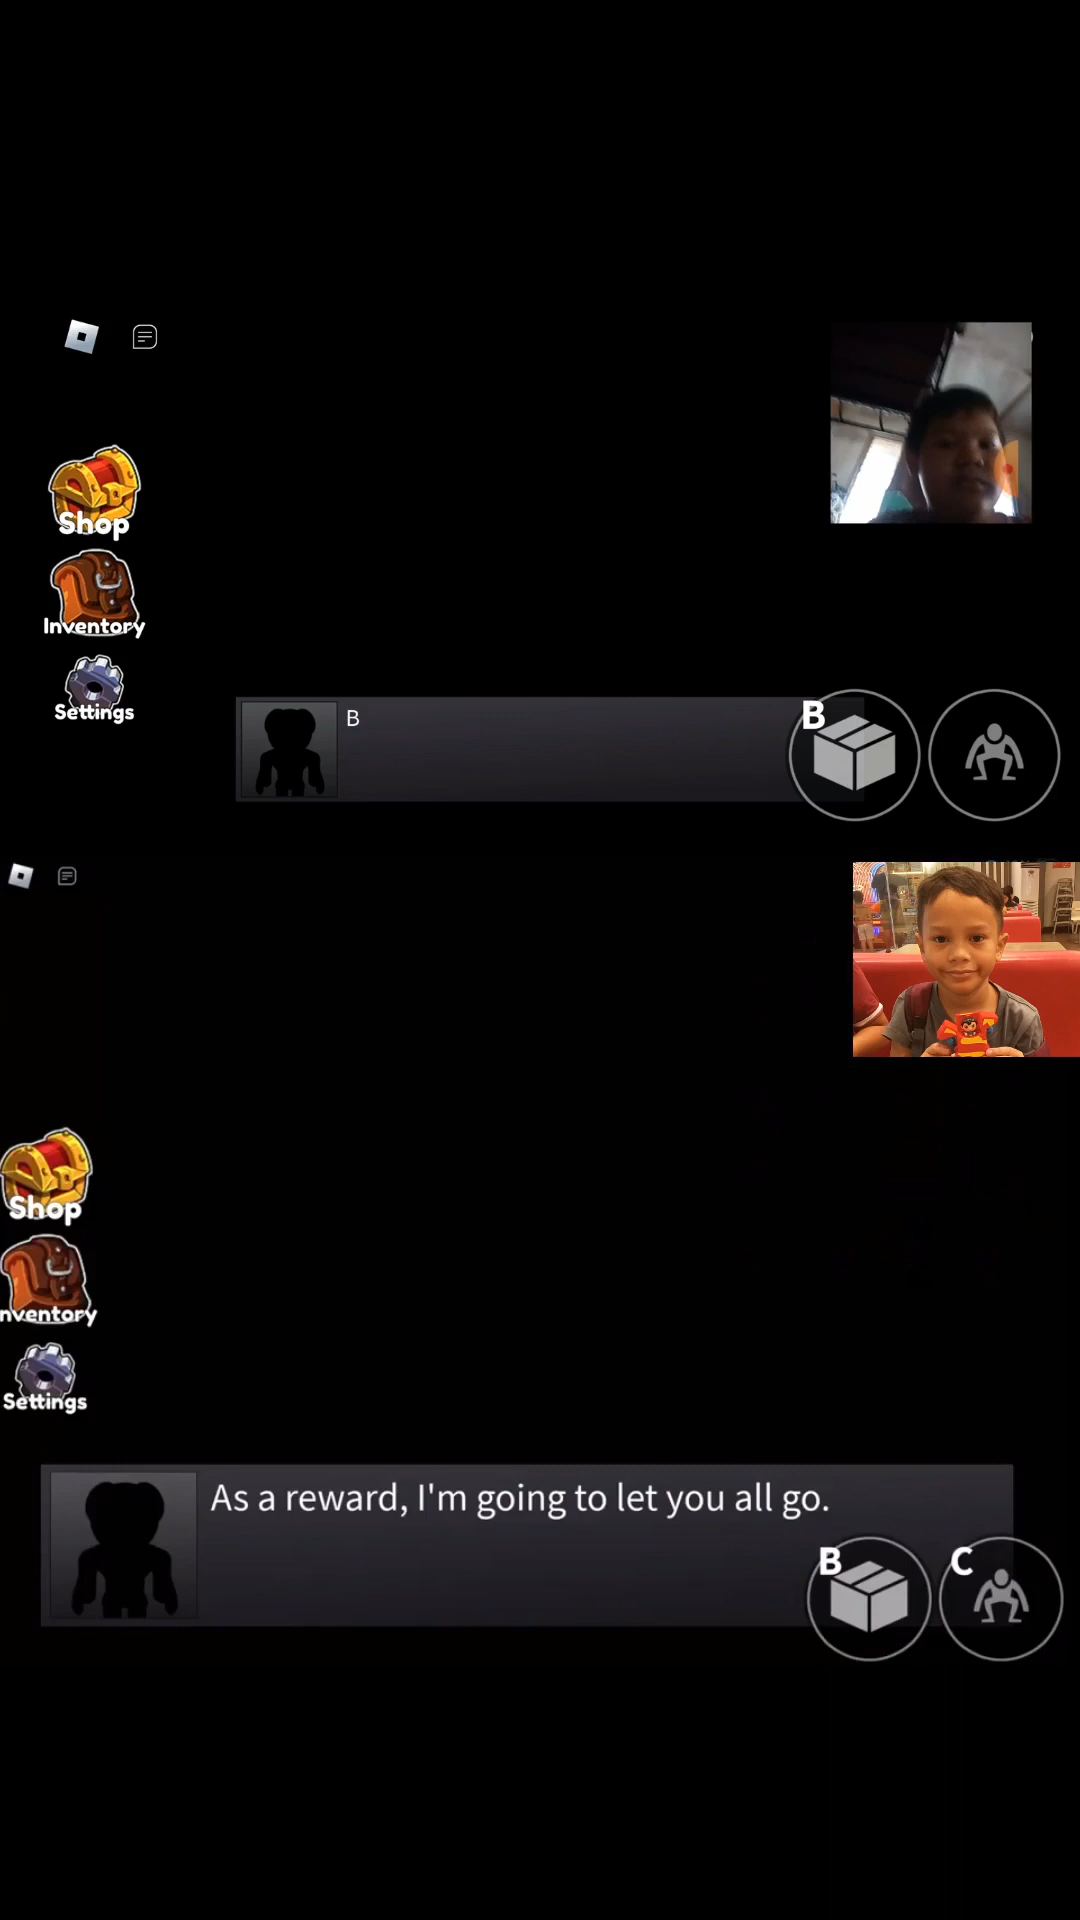 Shop
Inventory
Settings
B
B
Shop
nventory
Settings
As a reward, I'm going to let you all go.
B
C